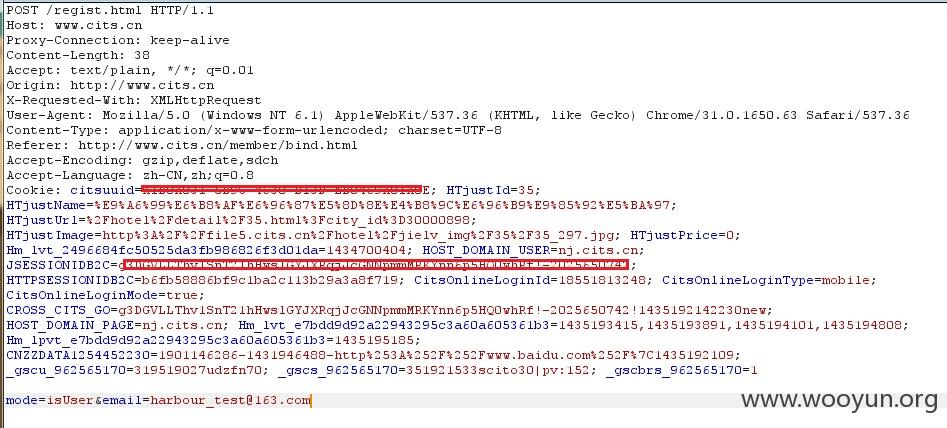 POST /regist.html HTTP/1.1
Host: www.cits.cn
Proxy-Connection: keep-alive
Content-Length: 38
Accept: text/plain, */*; q=0.01
Origin: http://www.cits.cn
X-Requested-With: XMLHttpRequest
User-Agent: Mozilla/5.0 (Windows NT 6.1) AppleWebKit/537.36 (KHTML, like Gecko) Chrome/31.0.1650.63 Safari/537.36
Content-Type: application/x-www-form-urlencoded; charset=UTF-8
Referer: http://www.cits.cn/member/bind.html
Accept-Encoding: gzip,deflate,sdch
Accept-Language: zh-CN,zh;q=0.8
Cookie: citsuuid= E; HTjustId=35;
HTjustName=%E9%A6%99%E6%B8%AF%E6%96%87%E5%8D%8E%E4%B8%9C%E6%96%B9%E9%85%92%E5%BA%97;
HTjustUrl=%2Fhotel%2Fdetail%2F35.html%3Fcity_id%3D30000898;
HTjustImage=http%3A%2F%2Ffile5.cits.cn%2Fhotel%2Fjielv_img%2F35%2F35_297.jpg; HTjustPrice=0;
Hm_lvt_2496684fc50525da3fb986826f3d01da=1434700404; HOST_DOMAIN_USER=nj.cits.cn;
JSESSIONIDB2C= ;
HTTPSESSIONIDB2C=b6fb58886bf9c1ba2c113b29a3a8f719; CitsOnlineLoginId=18551813248; CitsOnlineLoginType=mobile;
CitsOnlineLoginMode=true;
CROSS_CITS_GO=g3DGVLLThv1SnT21hHws1GYJXRqjJcGNNpmmMRKYnn6p5HQ0whRf!-2025650742!1435192142230new;
HOST_DOMAIN_PAGE=nj.cits.cn; Hm_lvt_e7bdd9d92a22943295c3a60a605361b3=1435193415,1435193891,1435194101,1435194808;
Hm_lpvt_e7bdd9d92a22943295c3a60a605361b3=1435195185;
CNZZDATA1254452230=1901146286-1431946488-http%253A%252F%252Fwww.baidu.com%252F%7C1435192109;
_gscu_962565170=319519027udzfn70; _gscs_962565170=351921533scito30|pv:152; _gscbrs_962565170=1
mode=isUser&email=harbour_test@163.com
www.wooyun.org